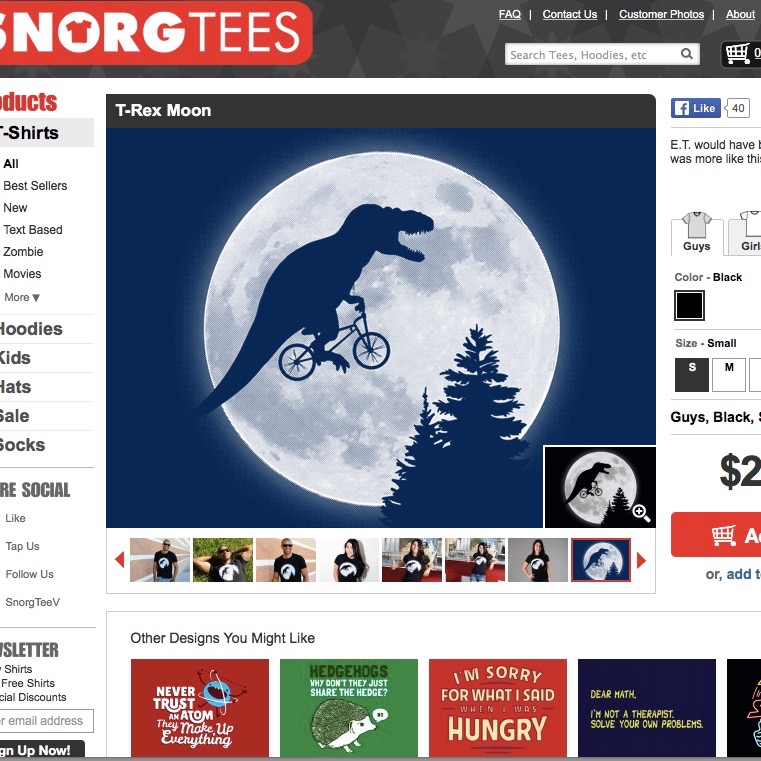 SNORGTEES
FAQ | Contact Us | Customer Photos | About
Search Tees, Hoodies, etc
0
ducts
T-Shirts
All
Best Sellers
New
Text Based
Zombie
Movies
More ▼
Hoodies
Kids
Hats
Sale
Socks
RE SOCIAL
Like
Tap Us
Follow Us
SnorgTeeV
SLETTER
Shirts
Free Shirts
cial Discounts
er email address
gn Up Now!
T-Rex Moon
Like 40
E.T. would have b
was more like this
Guys Girl
Color - Black
Size - Small
S M
Guys, Black, S
$2
A
or, add to
Other Designs You Might Like
NEVER
TRUST
AN ATOM
They Make Up
Everything
HEDGEHOGS
WHY DON'T THEY JUST
SHARE THE HEDGE?
NO
I'M SORRY
FOR WHAT I SAID
WHEN I WAS
HUNGRY
DEAR MATH,
I'M NOT A THERAPIST.
SOLVE YOUR OWN PROBLEMS.